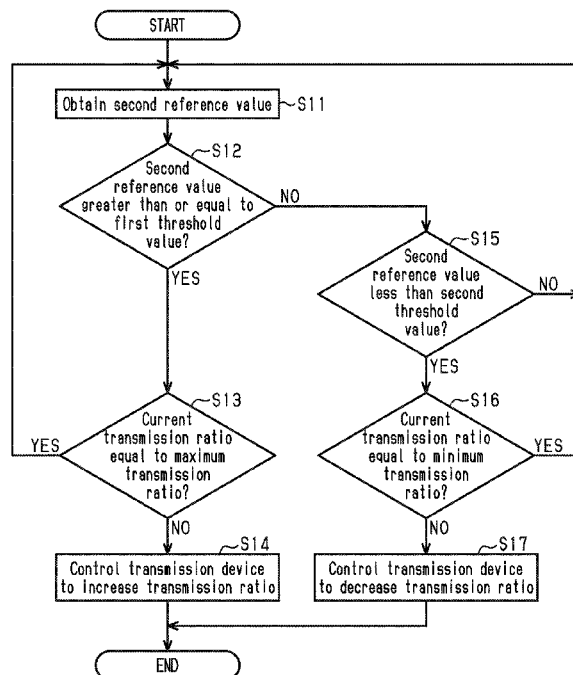 START
Obtain second reference value
S11
S12
Second
reference value
greater than or equal to
first threshold
value?
NO
YES
S15
Second
reference value
less than second
threshold
value?
NO
YES
S13
Current
transmission ratio
equal to maximum
transmission
ratio?
YES
NO
S16
Current
transmission ratio
equal to minimum
transmission
ratio?
YES
NO
S14
Control transmission device
to increase transmission ratio
S17
Control transmission device
to decrease transmission ratio
END